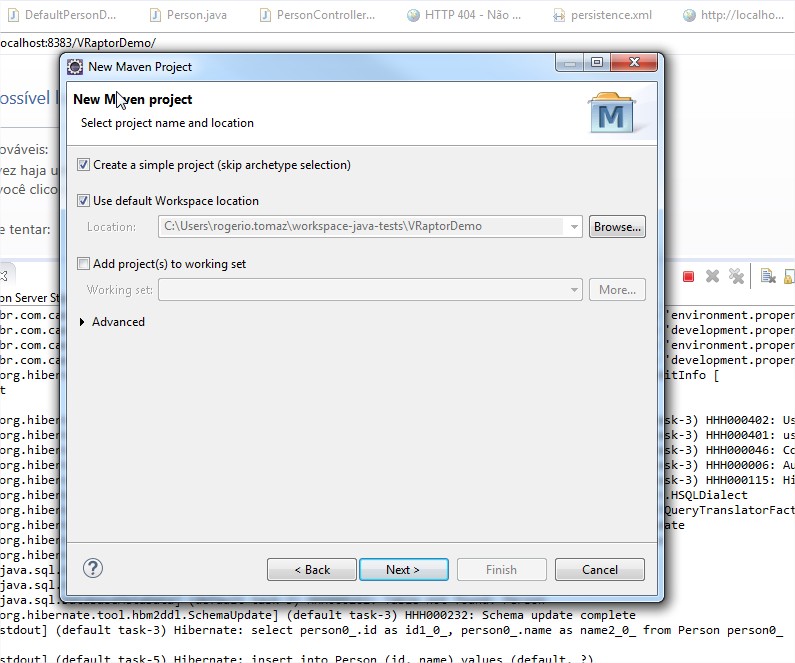 DefaultPersonD... Person.java PersonController... HTTP 404 - Não ... persistence.xml http://localho...
ocalhost:8383/VRaptorDemo/
New Maven Project
ossível l
New Maven project
Select project name and location
M
ováveis:
vez haja u
você clico
e tentar:
Create a simple project (skip archetype selection)
Use default Workspace location
Location: C:\Users\rogerio.tomaz\workspace-java-tests\VRaptorDemo Browse...
Add project(s) to working set
Working set: More...
Advanced
on Server St
br.com.ca 'environment.proper
br.com.ca 'development.proper
br.com.ca 'environment.proper
br.com.ca 'development.proper
org.hiber itInfo [
t
org.hiber sk-3) HHH000402: Us
org.hiber sk-3) HHH000401: us
org.hiber sk-3) HHH000046: Co
org.hiber sk-3) HHH000006: Au
org.hiber sk-3) HHH000115: Hi
org.hiber .HSQLDialect
org.hiber QueryTranslatorFact
org.hiber ate
org.hiber
org.hiber
java.sql.
java.sql.
java.sql.
? < Back Next > Finish Cancel
org.hibernate.tool.hbm2ddl.SchemaUpdate] (default task-3) HHH000232: Schema update complete
stdout] (default task-3) Hibernate: select person0_.id as id1_0_, person0_.name as name2_0_ from Person person0_
stdout] (default task-5) Hibernate: insert into Person (id, name) values (default, ?)